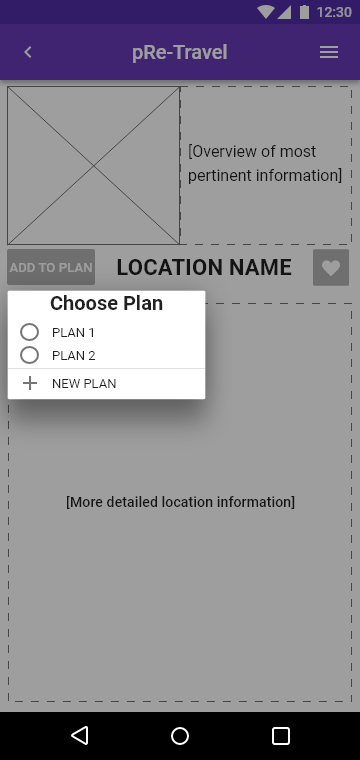 12:30
pRe-Travel
[Overview of most
pertinent information]
ADD TO PLAN
LOCATION NAME
Choose Plan
PLAN 1
PLAN 2
NEW PLAN
[More detailed location information]